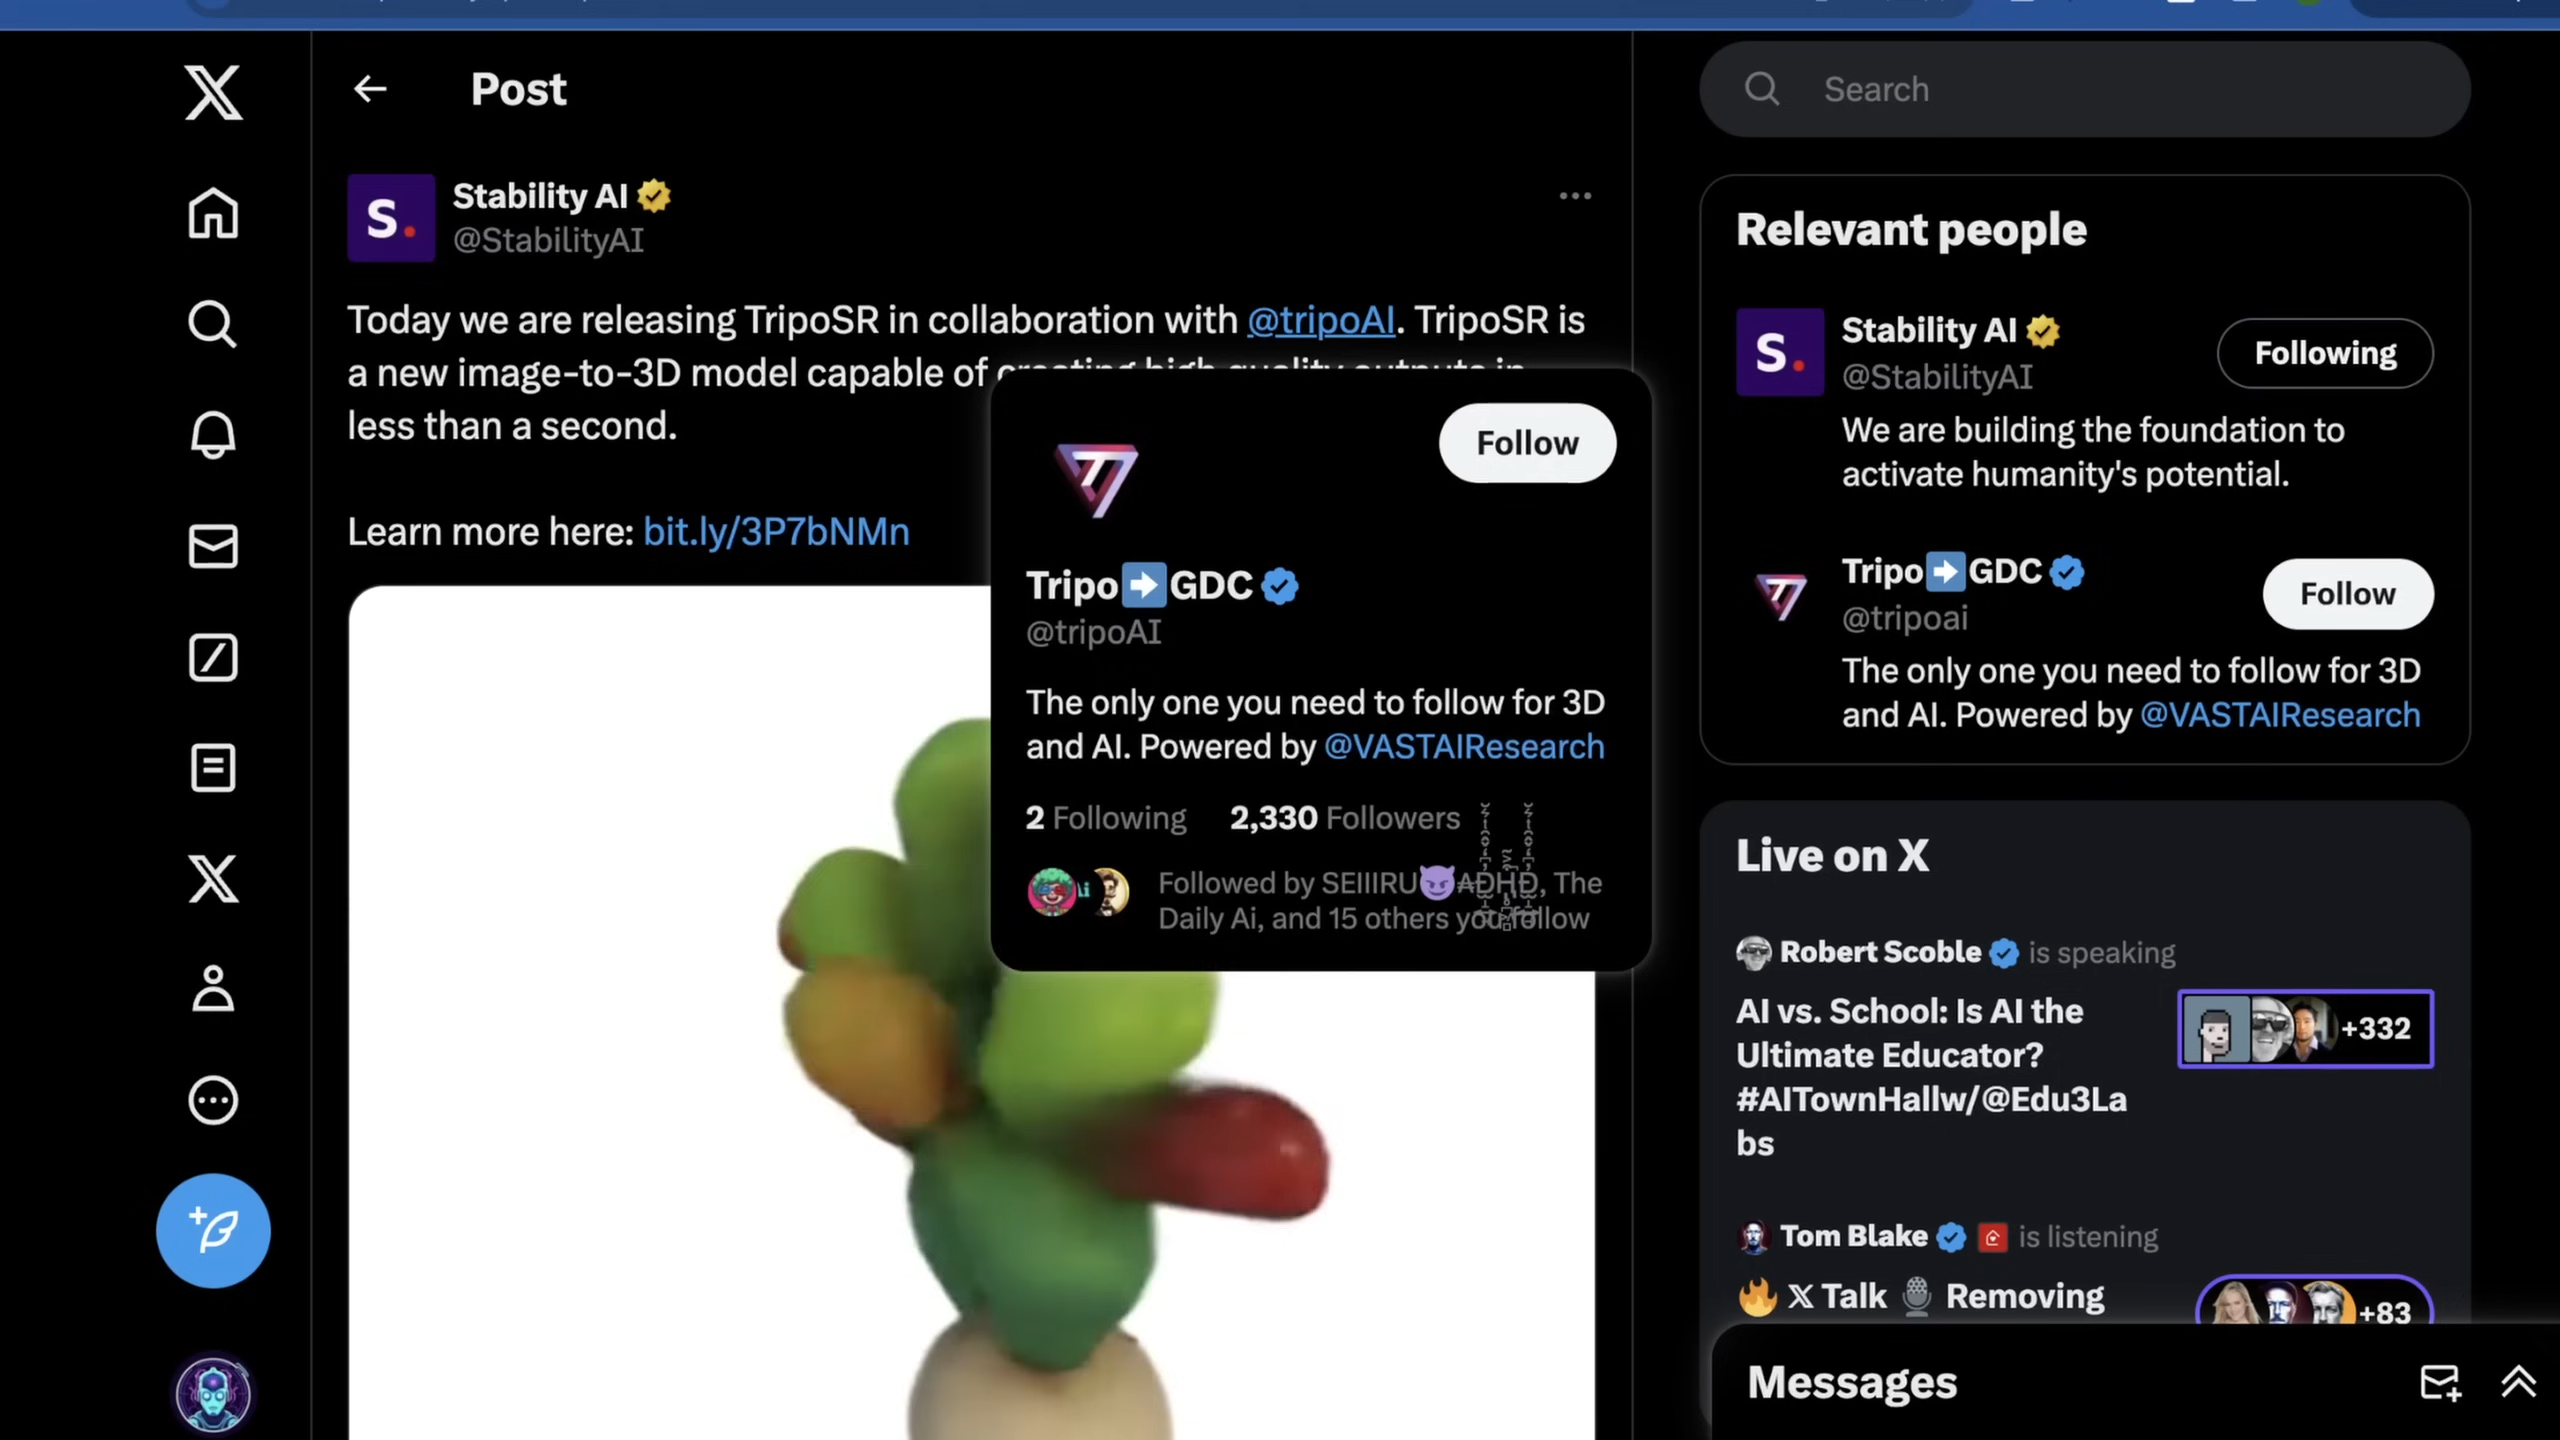 Post
Search
S.
Stability AI
@StabilityAI
Today we are releasing TripoSR in collaboration with @tripoAI. TripoSR is
a new image-to-3D model capable of creating high quality outputs in
less than a second.
Learn more here: bit.ly/3P7bNMn
Follow
Tripo➡️GDC
@tripoAI
The only one you need to follow for 3D
and AI. Powered by @VASTAIResearch
2 Following 2,330 Followers
Followed by SEIIIRU😈ADHD, The
Daily Ai, and 15 others you follow
Relevant people
S.
Stability AI
@StabilityAI
Following
We are building the foundation to
activate humanity's potential.
Tripo➡️GDC
@tripoai
Follow
The only one you need to follow for 3D
and AI. Powered by @VASTAIResearch
Live on X
Robert Scoble is speaking
AI vs. School: Is AI the
Ultimate Educator?
#AITownHallw/@Edu3La
bs
+332
Tom Blake is listening
🔥 X Talk 🎙️ Removing
+83
Messages